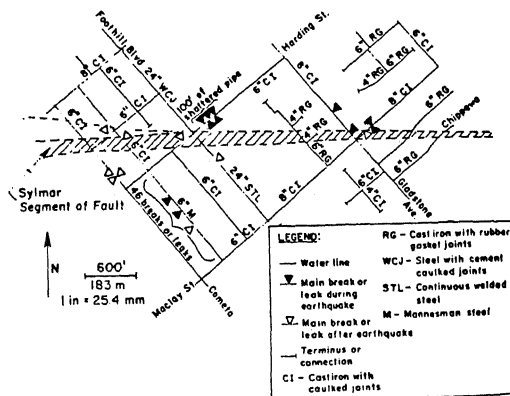 Foothill Blvd 24" WCJ
100' of
shattered pipe
Harding St.
6" RG
6" CI
4" RG
6" RG
8" CI
6" CI
6" CI
6" CI
8" CI
8" CI
6" RG
Chippewa
4" RG
4" RG
6" RG
6" CI
6" CI
6" CI
24" STL
8" CI
6" CI
4" CI
6" RG
Gladstone
Ave.
6" M
46 breaks or leaks
6" CI
Sylmar
Segment of Fault
N
600'
183 m
1 in = 25.4 mm
Maclay St.
Cometa
LEGEND:
Water line
Main break or
leak during
earthquake
Main break or
leak after earthquake
Terminus or
connection
CI - Cast iron with
caulked joints
RG - Cast iron with rubber
gasket joints
WCJ - Steel with cement
caulked joints
STL - Continuous welded
steel
M - Mannesman steel